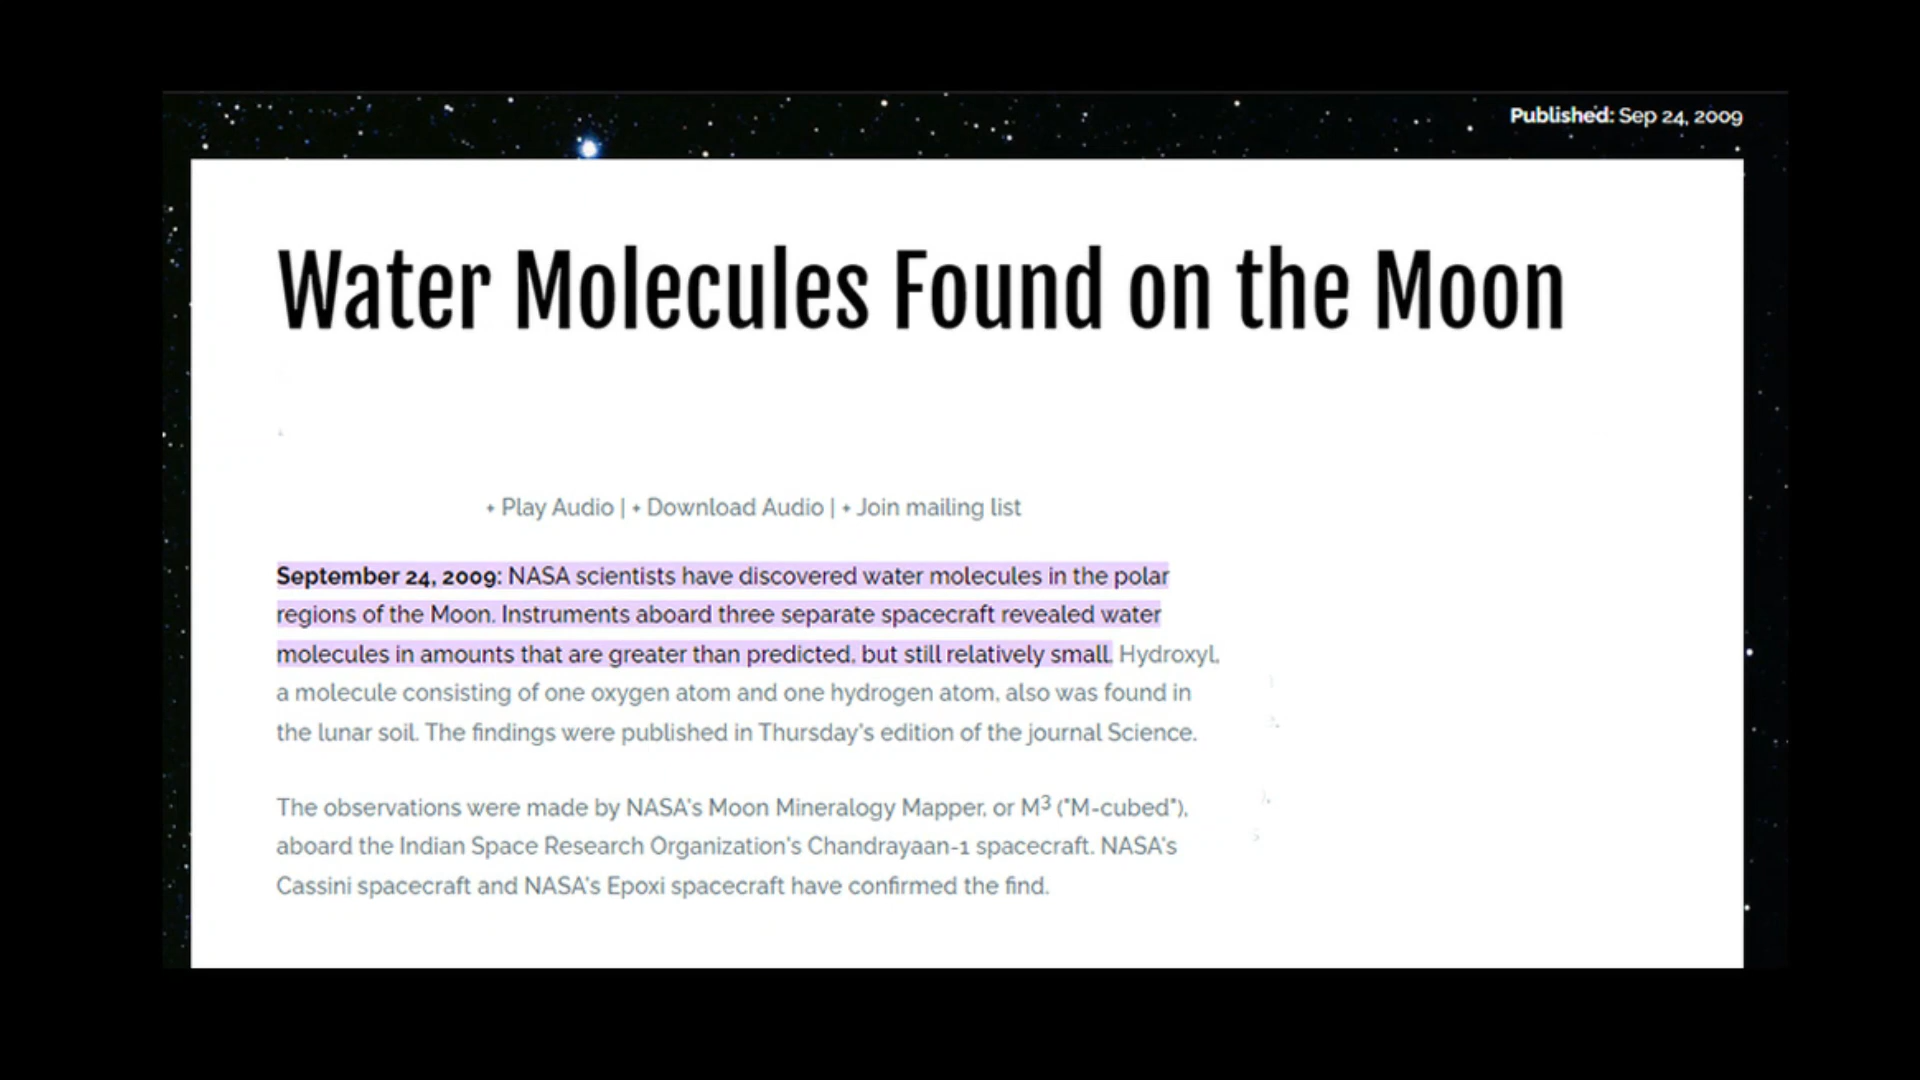 Published: Sep 24, 2009
Water Molecules Found on the Moon
+ Play Audio | + Download Audio | + Join mailing list
September 24, 2009: NASA scientists have discovered water molecules in the polar
regions of the Moon. Instruments aboard three separate spacecraft revealed water
molecules in amounts that are greater than predicted, but still relatively small. Hydroxyl,
a molecule consisting of one oxygen atom and one hydrogen atom, also was found in
the lunar soil. The findings were published in Thursday's edition of the journal Science.
The observations were made by NASA's Moon Mineralogy Mapper, or M³ ("M-cubed"),
aboard the Indian Space Research Organization's Chandrayaan-1 spacecraft. NASA's
Cassini spacecraft and NASA's Epoxi spacecraft have confirmed the find.